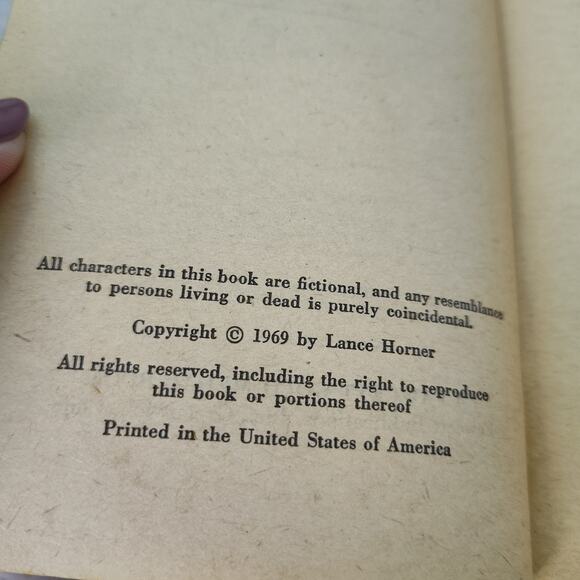 All characters in this book are fictional, and any resemblance
to persons living or dead is purely coincidental.
Copyright © 1969 by Lance Horner
All rights reserved, including the right to reproduce
this book or portions thereof
Printed in the United States of America